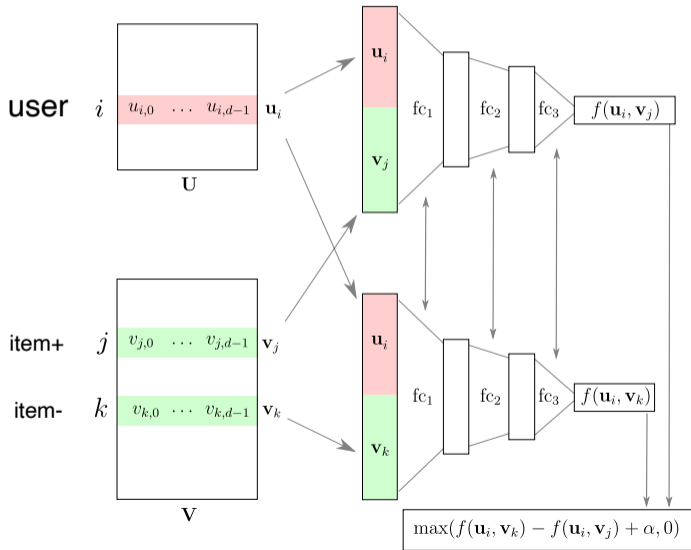 user i u_{i,0} … u_{i,d−1} u_i
U
item+ j v_{j,0} … v_{j,d−1} v_j
item- k v_{k,0} … v_{k,d−1} v_k
V
u_i
v_j
fc_1 fc_2 fc_3 f(u_i, v_j)
u_i
v_k
fc_1 fc_2 fc_3 f(u_i, v_k)
max(f(u_i, v_k) − f(u_i, v_j) + α, 0)